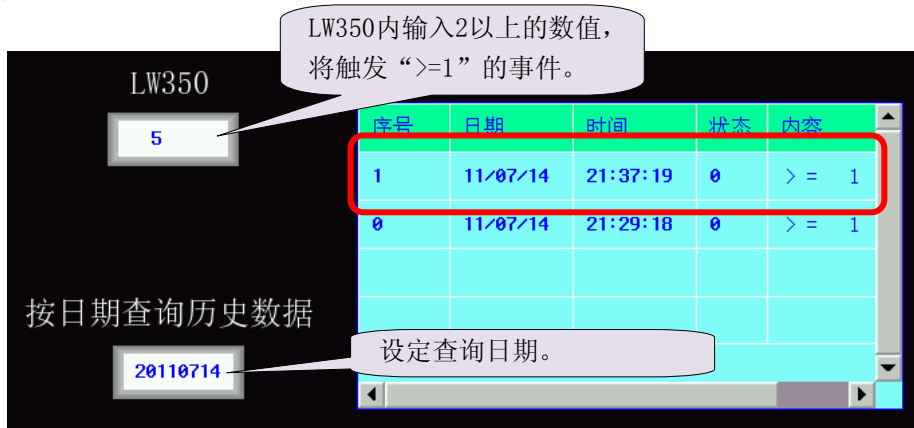 LW350内输入2以上的数值，
将触发“>=1”的事件。
LW350
5
序号 日期 时间 状态 内容
1 11/07/14 21:37:19 0 >= 1
0 11/07/14 21:29:18 0 >= 1
按日期查询历史数据
设定查询日期。
20110714